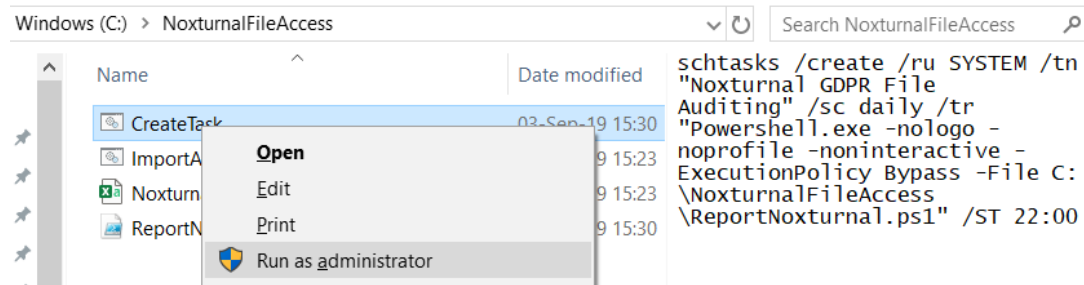 Windows (C:) > NoxturnalFileAccess
Search NoxturnalFileAccess
Name
Date modified
CreateTask
03-Sep-19 15:30
ImportA
9 15:23
Noxturn
9 15:23
ReportN
9 15:30
Open
Edit
Print
Run as administrator
schtasks /create /ru SYSTEM /tn
"Noxturnal GDPR File
Auditing" /sc daily /tr
"Powershell.exe -nologo -
noprofile -noninteractive -
ExecutionPolicy Bypass -File C:
\NoxturnalFileAccess
\ReportNoxturnal.ps1" /ST 22:00